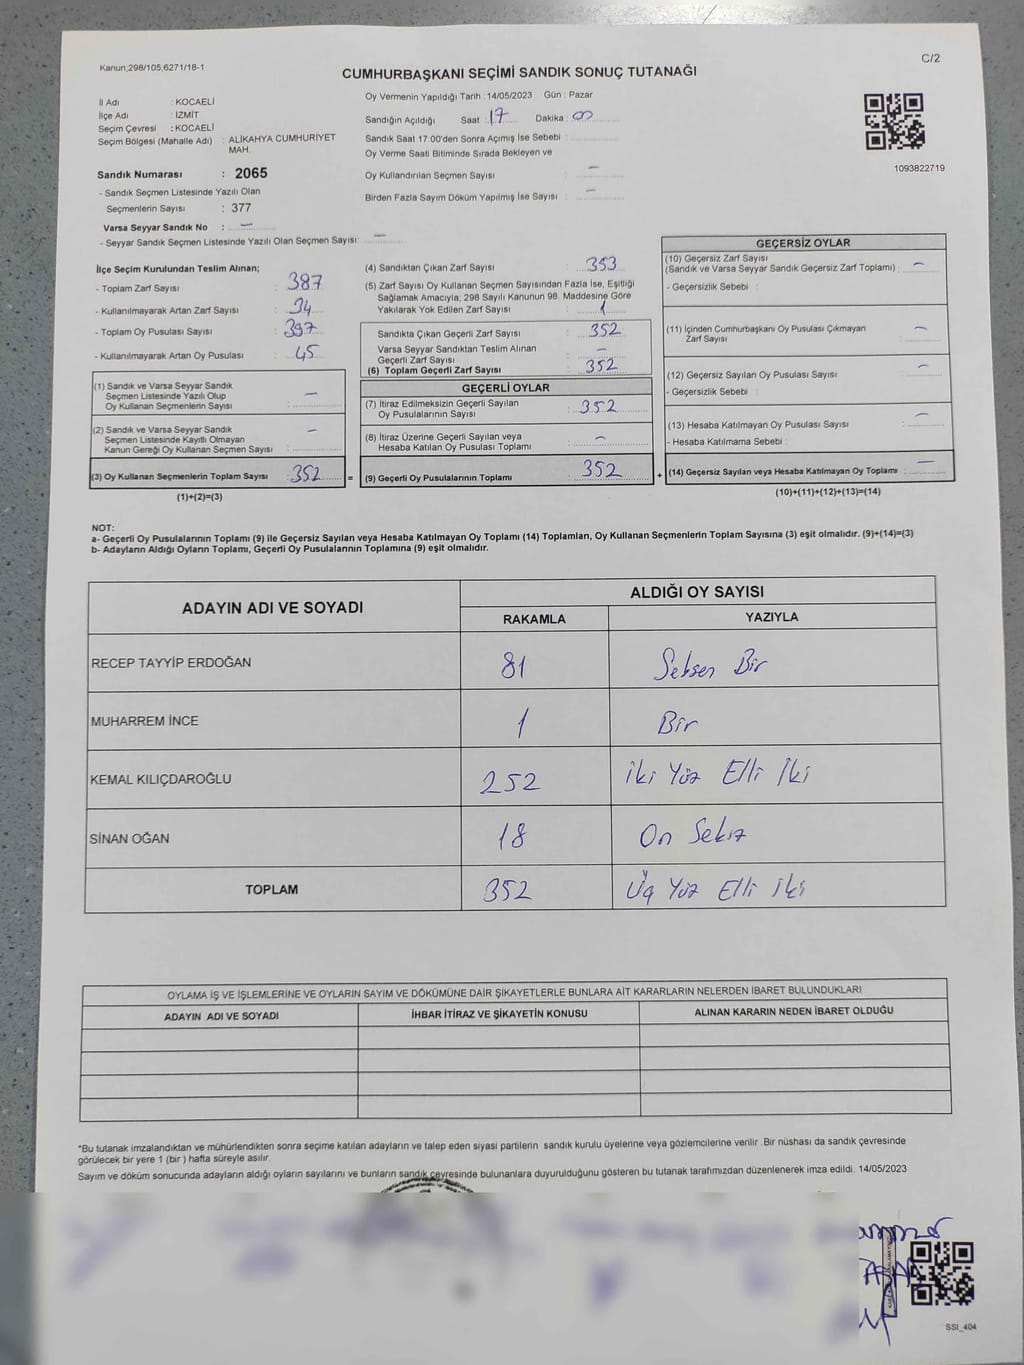 Kanun,298/105,6271/18-1
C/2
CUMHURBAŞKANI SEÇİMİ SANDIK SONUÇ TUTANAĞI
İl Adı : KOCAELİ
İlçe Adı : İZMİT
Seçim Çevresi : KOCAELİ
Seçim Bölgesi (Mahalle Adı) : ALİKAHYA CUMHURİYET
MAH.
Sandık Numarası : 2065
- Sandık Seçmen Listesinde Yazılı Olan
Seçmenlerin Sayısı : 377
Varsa Seyyar Sandık No : -
- Seyyar Sandık Seçmen Listesinde Yazılı Olan Seçmen Sayısı: -
Oy Vermenin Yapıldığı Tarih : 14/05/2023 Gün : Pazar
Sandığın Açıldığı Saat : 17 Dakika : 00
Sandık Saat 17:00'den Sonra Açımış İse Sebebi :
Oy Verme Saati Bitiminde Sırada Bekleyen ve
Oy Kullandırılan Seçmen Sayısı : -
Birden Fazla Sayım Döküm Yapılmış İse Sayısı : -
1093822719
İlçe Seçim Kurulundan Teslim Alınan;
- Toplam Zarf Sayısı : 387
- Kullanılmayarak Artan Zarf Sayısı : 34
- Toplam Oy Pusulası Sayısı : 397
- Kullanılmayarak Artan Oy Pusulası : 45
(1) Sandık ve Varsa Seyyar Sandık
Seçmen Listesinde Yazılı Olup
Oy Kullanan Seçmenlerin Sayısı : -
(2) Sandık ve Varsa Seyyar Sandık
Seçmen Listesinde Kayıtlı Olmayan
Kanun Gereği Oy Kullanan Seçmen Sayısı : -
(3) Oy Kullanan Seçmenlerin Toplam Sayısı : 352 =
(1)+(2)=(3)
(4) Sandıktan Çıkan Zarf Sayısı : 353
(5) Zarf Sayısı Oy Kullanan Seçmen Sayısından Fazla İse, Eşitliği
Sağlamak Amacıyla; 298 Sayılı Kanunun 98. Maddesine Göre
Yakılarak Yok Edilen Zarf Sayısı : 1
Sandıkta Çıkan Geçerli Zarf Sayısı : 352
Varsa Seyyar Sandıktan Teslim Alınan
Geçerli Zarf Sayısı : -
(6) Toplam Geçerli Zarf Sayısı : 352
GEÇERLİ OYLAR
(7) İtiraz Edilmeksizin Geçerli Sayılan
Oy Pusulalarının Sayısı : 352
(8) İtiraz Üzerine Geçerli Sayılan veya
Hesaba Katılan Oy Pusulası Toplamı : -
(9) Geçerli Oy Pusulalarının Toplamı : 352 +
GEÇERSİZ OYLAR
(10) Geçersiz Zarf Sayısı
(Sandık ve Varsa Seyyar Sandık Geçersiz Zarf Toplamı) : -
- Geçersizlik Sebebi :
(11) İçinden Cumhurbaşkanı Oy Pusulası Çıkmayan
Zarf Sayısı : -
(12) Geçersiz Sayılan Oy Pusulası Sayısı : -
- Geçersizlik Sebebi :
(13) Hesaba Katılmayan Oy Pusulası : -
- Hesaba Katılmama Sebebi :
(14) Geçersiz Sayılan veya Hesaba Katılmayan Oy Toplamı : -
(10)+(11)+(12)+(13)=(14)
NOT:
a- Geçerli Oy Pusulalarının Toplamı (9) ile Geçersiz Sayılan veya Hesaba Katılmayan Oy Toplamı (14) Toplamları, Oy Kullanan Seçmenlerin Toplam Sayısına (3) eşit olmalıdır. (9)+(14)=(3)
b- Adayların Aldığı Oyların Toplamı, Geçerli Oy Pusulalarının Toplamına (9) eşit olmalıdır.
ADAYIN ADI VE SOYADI ALDIĞI OY SAYISI
RAKAMLA YAZIYLA
RECEP TAYYİP ERDOĞAN 81 Seksen Bir
MUHARREM İNCE 1 Bir
KEMAL KILIÇDAROĞLU 252 iki Yüz Elli İki
SİNAN OĞAN 18 On Sekiz
TOPLAM 352 Üç Yüz Elli iki
OYLAMA İŞ VE İŞLEMLERİNE VE OYLARIN SAYIM VE DÖKÜMÜNE DAİR ŞİKAYETLERLE BUNLARA AİT KARARLARIN NELERDEN İBARET BULUNDUKLARI
ADAYIN ADI VE SOYADI İHBAR İTİRAZ VE ŞİKAYETİN KONUSU ALINAN KARARIN NEDEN İBARET OLDUĞU
*Bu tutanak imzalandıktan ve mühürlendikten sonra seçime katılan adayların ve talep eden siyasi partilerin sandık kurulu üyelerine veya gözlemcilerine verilir .Bir nüshası da sandık çevresinde
görülecek bir yere 1 (bir ) hafta süreyle asılır.
Sayım ve döküm sonucunda adayların aldığı oyların sayılarını ve bunların sandık çevresinde bulunanlara duyurulduğunu gösteren bu tutanak tarafımızdan düzenlenerek imza edildi. 14/05/2023
SSI_404